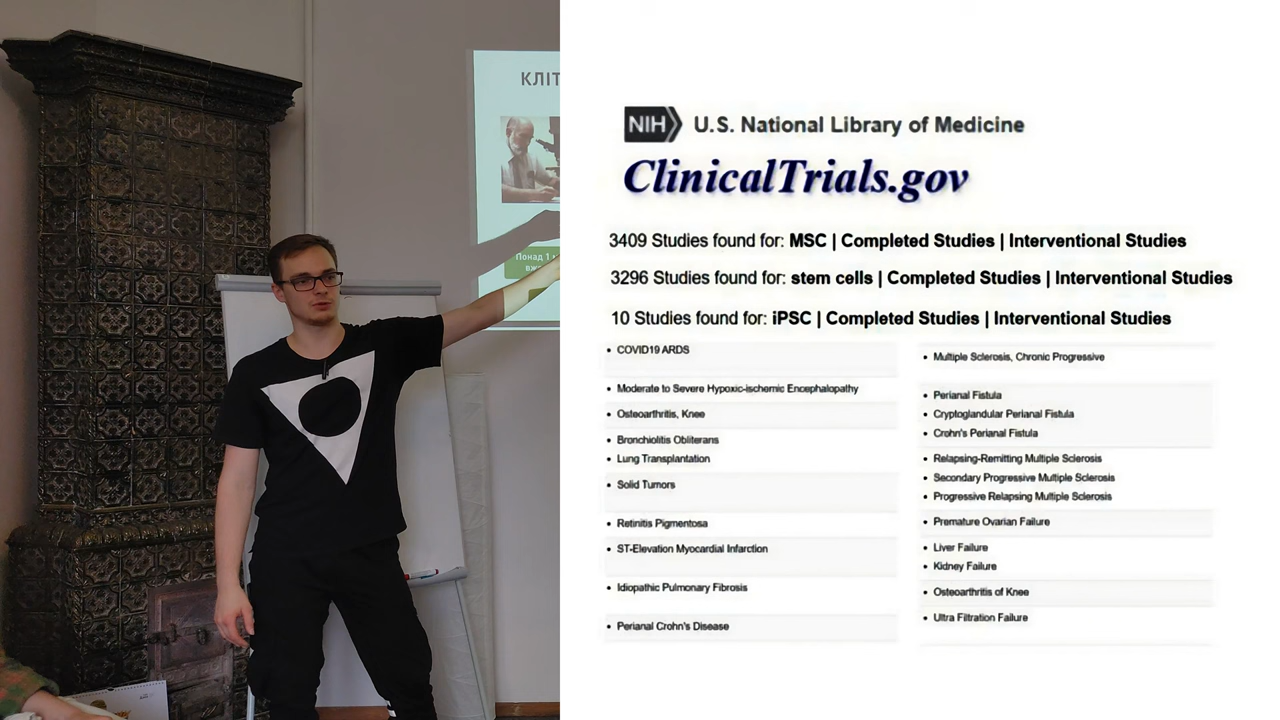 КЛІТ
Понад 1 м
вже
NIH U.S. National Library of Medicine
ClinicalTrials.gov
3409 Studies found for: MSC | Completed Studies | Interventional Studies
3296 Studies found for: stem cells | Completed Studies | Interventional Studies
10 Studies found for: iPSC | Completed Studies | Interventional Studies
• COVID19 ARDS
• Moderate to Severe Hypoxic-ischemic Encephalopathy
• Osteoarthritis, Knee
• Bronchiolitis Obliterans
• Lung Transplantation
• Solid Tumors
• Retinitis Pigmentosa
• ST-Elevation Myocardial Infarction
• Idiopathic Pulmonary Fibrosis
• Perianal Crohn's Disease
• Multiple Sclerosis, Chronic Progressive
• Perianal Fistula
• Cryptoglandular Perianal Fistula
• Crohn's Perianal Fistula
• Relapsing-Remitting Multiple Sclerosis
• Secondary Progressive Multiple Sclerosis
• Progressive Relapsing Multiple Sclerosis
• Premature Ovarian Failure
• Liver Failure
• Kidney Failure
• Osteoarthritis of Knee
• Ultra Filtration Failure